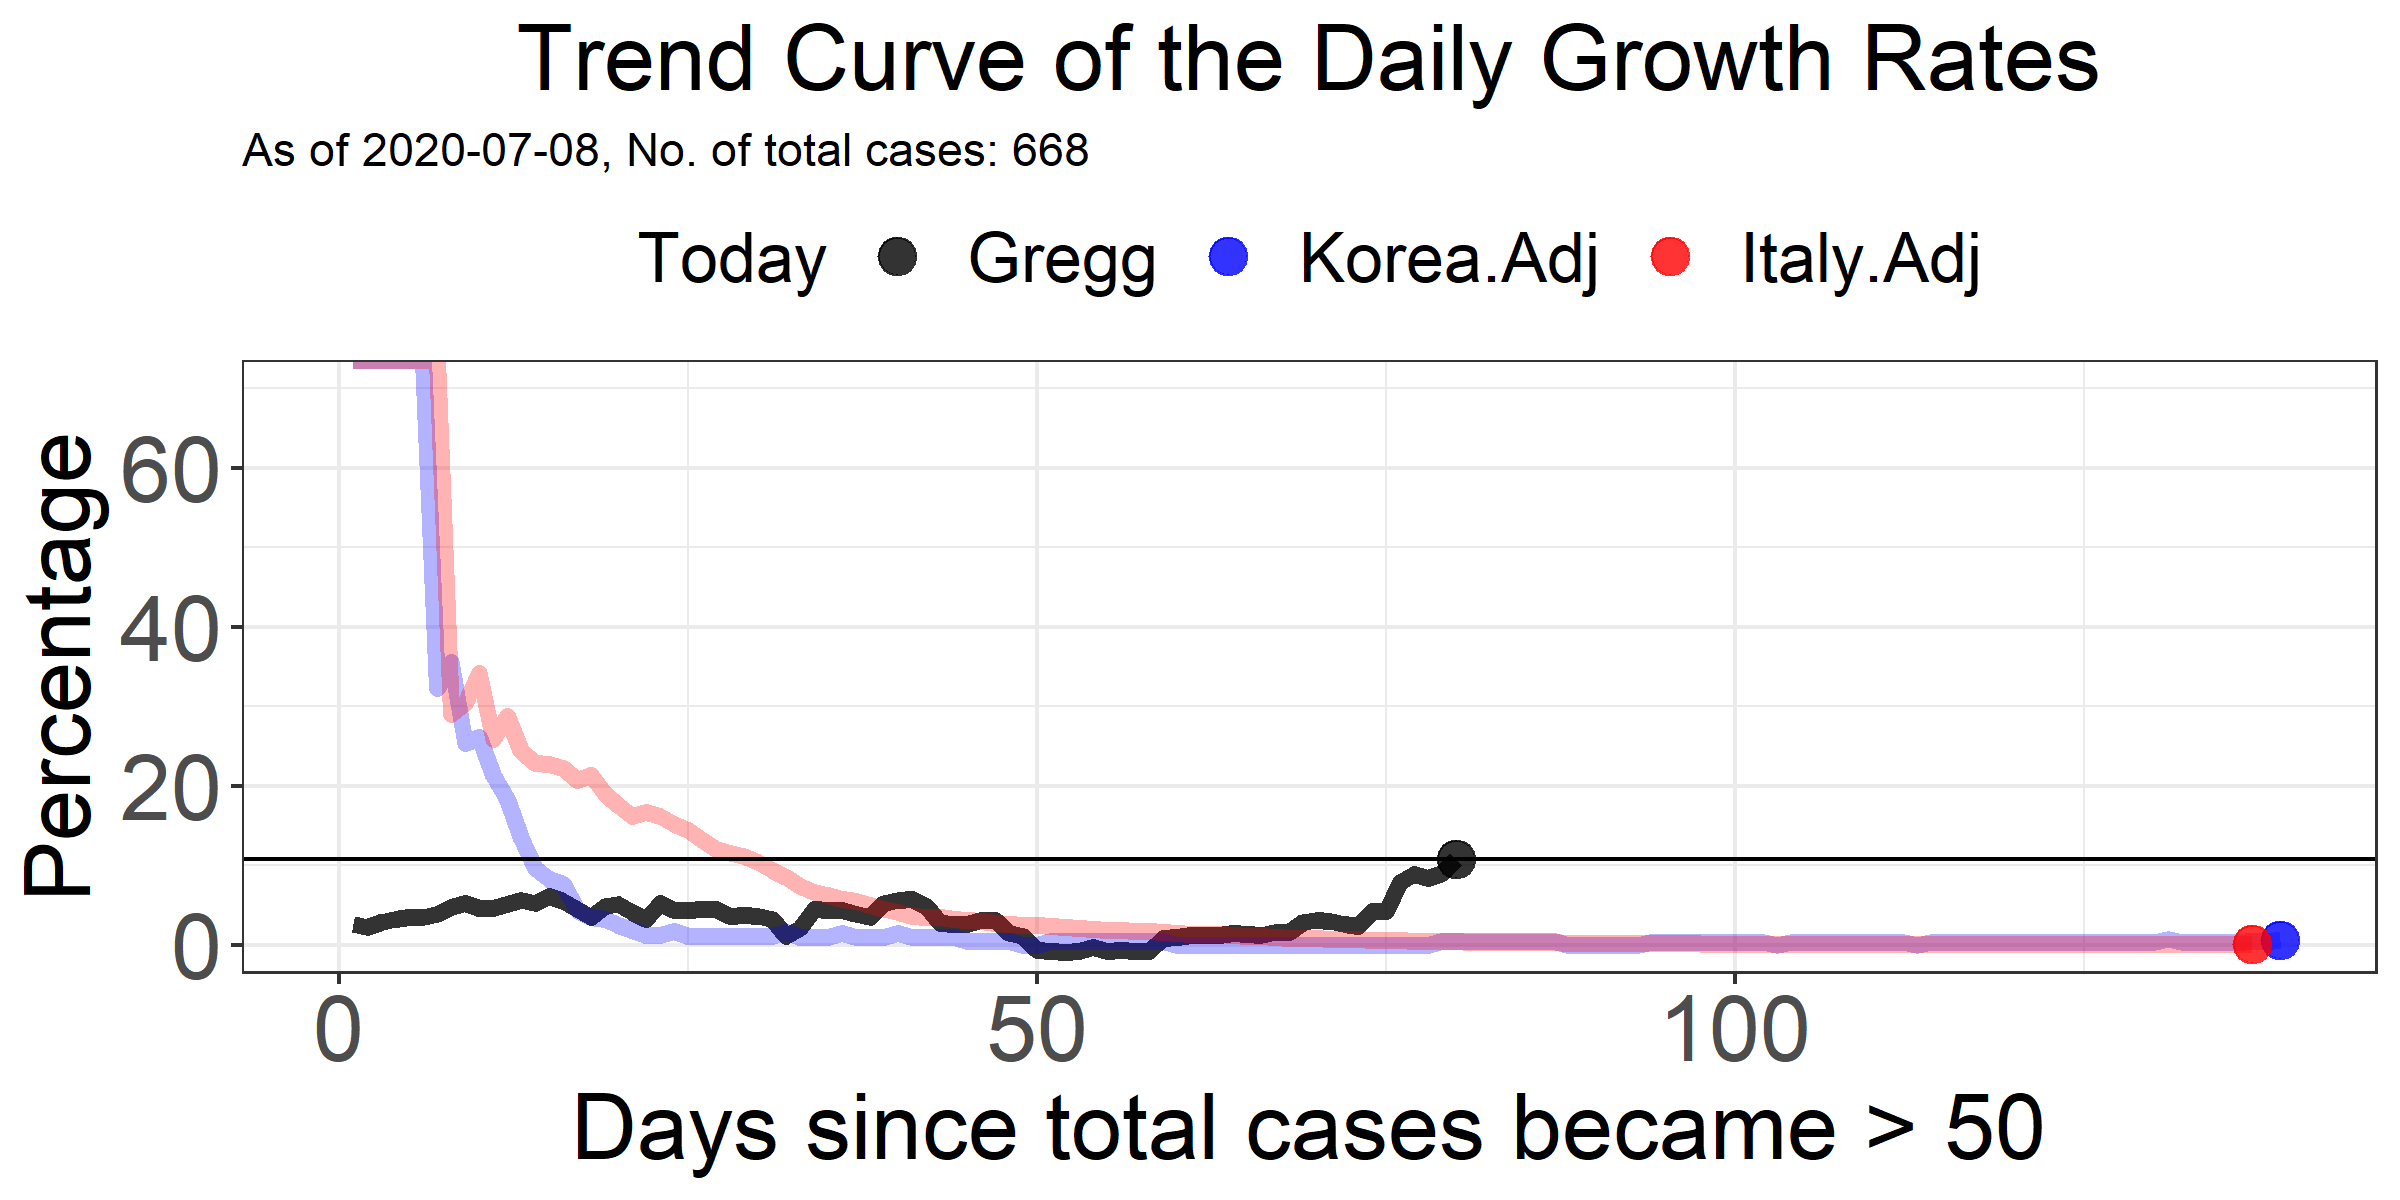 Trend Curve of the Daily Growth Rates
As of 2020-07-08, No. of total cases: 668
Today Gregg Korea.Adj Italy.Adj
Percentage
60
40
20
0
0 50 100
Days since total cases became > 50